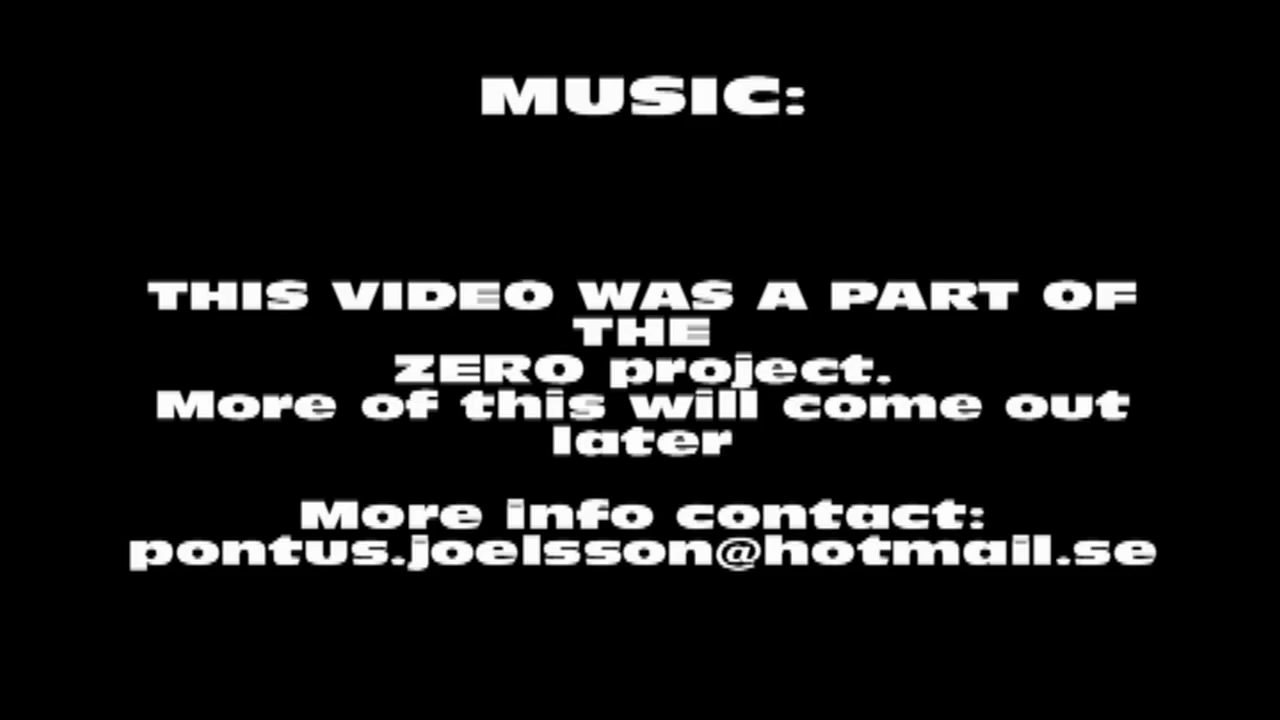 MUSIC:
THIS VIDEO WAS A PART OF
THE
ZERO project.
More of this will come out
later
More info contact:
pontus.joelsson@hotmail.se